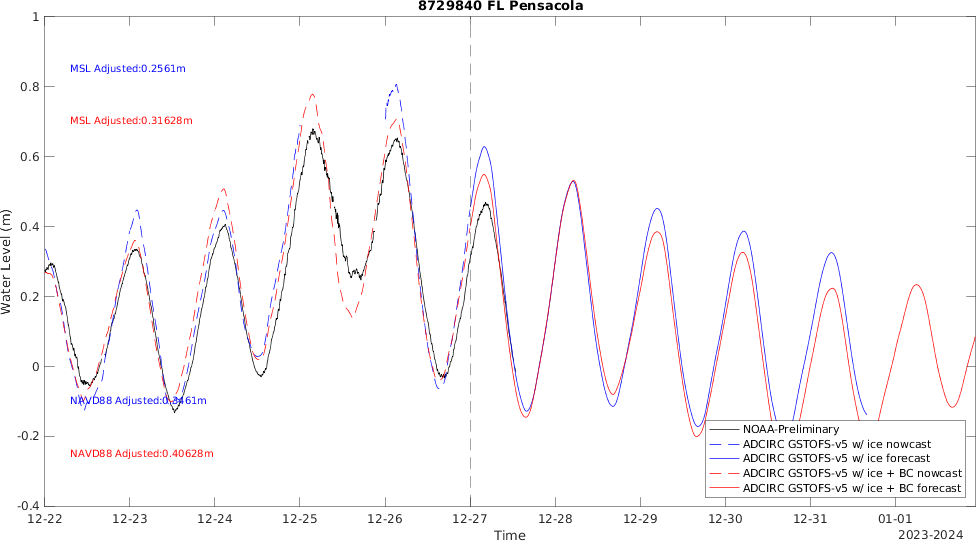 8729840 FL Pensacola
1
0.8
0.6
0.4
0.2
0
-0.2
-0.4
Water Level (m)
MSL Adjusted:0.2561m
MSL Adjusted:0.31628m
NAVD88 Adjusted:0.3461m
NAVD88 Adjusted:0.40628m
NOAA-Preliminary
ADCIRC GSTOFS-v5 w/ ice nowcast
ADCIRC GSTOFS-v5 w/ ice forecast
ADCIRC GSTOFS-v5 w/ ice + BC nowcast
ADCIRC GSTOFS-v5 w/ ice + BC forecast
12-22 12-23 12-24 12-25 12-26 12-27 12-28 12-29 12-30 12-31 01-01
Time
2023-2024